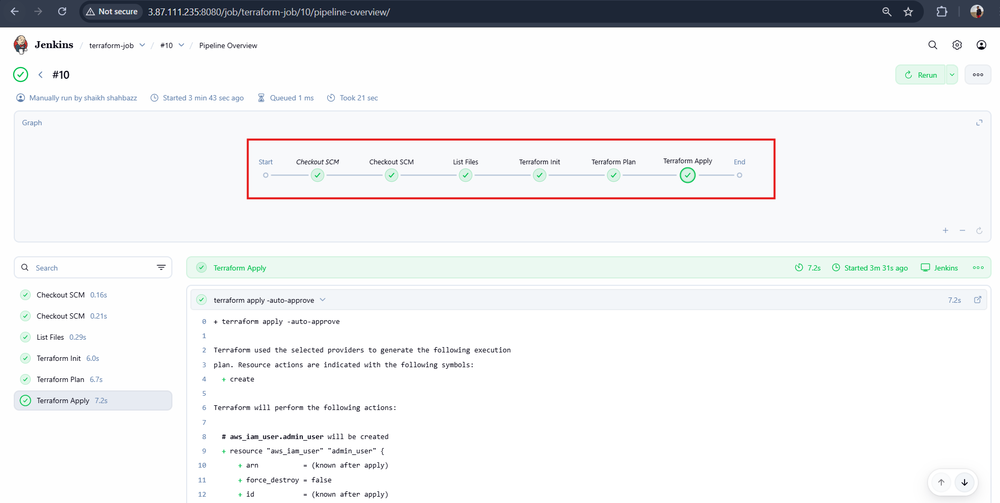 Not secure 3.87.111.235:8080/job/terraform-job/10/pipeline-overview/
Jenkins / terraform-job / #10 / Pipeline Overview
#10
Rerun
Manually run by shaikh shahbazz Started 3 min 43 sec ago Queued 1 ms Took 21 sec
Graph
Start Checkout SCM Checkout SCM List Files Terraform Init Terraform Plan Terraform Apply End
Search
Checkout SCM 0.16s
Checkout SCM 0.21s
List Files 0.29s
Terraform Init 6.0s
Terraform Plan 6.7s
Terraform Apply 7.2s
Terraform Apply 7.2s Started 3m 31s ago Jenkins
terraform apply -auto-approve 7.2s
0 + terraform apply -auto-approve
1
2 Terraform used the selected providers to generate the following execution
3 plan. Resource actions are indicated with the following symbols:
4 + create
5
6 Terraform will perform the following actions:
7
8 # aws_iam_user.admin_user will be created
9 + resource "aws_iam_user" "admin_user" {
10 + arn = (known after apply)
11 + force_destroy = false
12 + id = (known after apply)